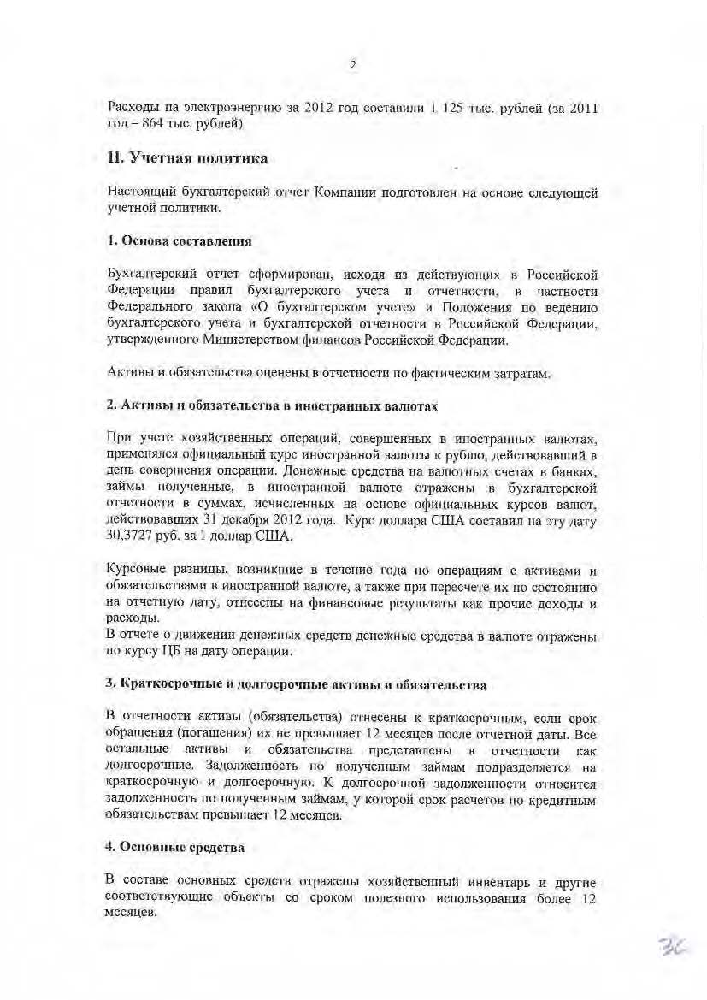 2
Расходы на электроэнергию за 2012 год составили 1 125 тыс. рублей (за 2011
год – 864 тыс. рублей)
II. Учетная политика
Настоящий бухгалтерский отчет Компании подготовлен на основе следующей
учетной политики.
1. Основа составления
Бухгалтерский отчет сформирован, исходя из действующих в Российской
Федерации правил бухгалтерского учета и отчетности, в частности
Федерального закона «О бухгалтерском учете» и Положения по ведению
бухгалтерского учета и бухгалтерской отчетности в Российской Федерации,
утвержденного Министерством финансов Российской Федерации.
Активы и обязательства оценены в отчетности по фактическим затратам.
2. Активы и обязательства в иностранных валютах
При учете хозяйственных операций, совершенных в иностранных валютах,
применялся официальный курс иностранной валюты к рублю, действовавший в
день совершения операции. Денежные средства на валютных счетах в банках,
займы полученные, в иностранной валюте отражены в бухгалтерской
отчетности в суммах, исчисленных на основе официальных курсов валют,
действовавших 31 декабря 2012 года. Курс доллара США составил на эту дату
30,3727 руб. за 1 доллар США.
Курсовые разницы, возникшие в течение года по операциям с активами и
обязательствами в иностранной валюте, а также при пересчете их по состоянию
на отчетную дату, отнесены на финансовые результаты как прочие доходы и
расходы.
В отчете о движении денежных средств денежные средства в валюте отражены
по курсу ЦБ на дату операции.
3. Краткосрочные и долгосрочные активы и обязательства
В отчетности активы (обязательства) отнесены к краткосрочным, если срок
обращения (погашения) их не превышает 12 месяцев после отчетной даты. Все
остальные активы и обязательства представлены в отчетности как
долгосрочные. Задолженность по полученным займам подразделяется на
краткосрочную и долгосрочную. К долгосрочной задолженности относится
задолженность по полученным займам, у которой срок расчетов по кредитным
обязательствам превышает 12 месяцев.
4. Основные средства
В составе основных средств отражены хозяйственный инвентарь и другие
соответствующие объекты со сроком полезного использования более 12
месяцев.